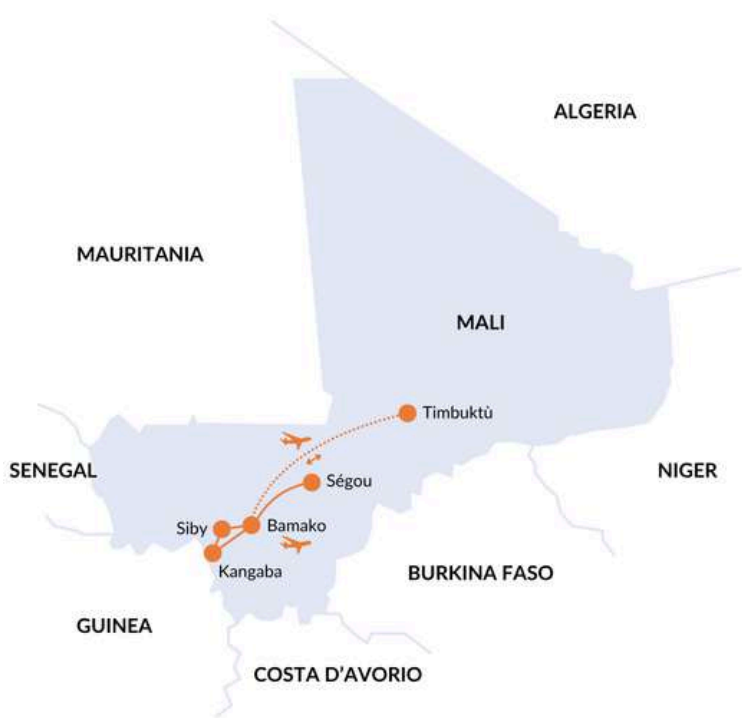 ALGERIA
MAURITANIA
MALI
Timbuktù
SENEGAL
NIGER
Ségou
Siby
Bamako
Kangaba
BURKINA FASO
GUINEA
COSTA D'AVORIO